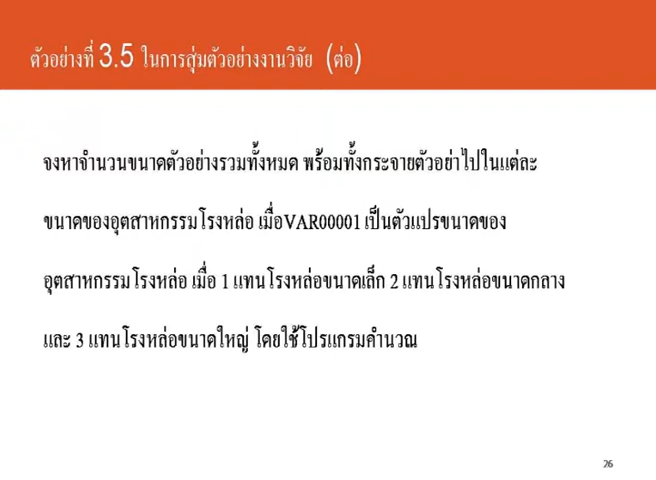 ตัวอย่างที่ 3.5 ในการสุ่มตัวอย่างงานวิจัย (ต่อ)
จงหาจำนวนขนาดตัวอย่างรวมทั้งหมด พร้อมทั้งกระจายตัวอย่าไปในแต่ละ
ขนาดของอุตสาหกรรมโรงหล่อ เมื่อVAR00001 เป็นตัวแปรขนาดของ
อุตสาหกรรมโรงหล่อ เมื่อ 1 แทนโรงหล่อขนาดเล็ก 2 แทนโรงหล่อขนาดกลาง
และ 3 แทนโรงหล่อขนาดใหญ่ โดยใช้โปรแกรมคำนวณ
26